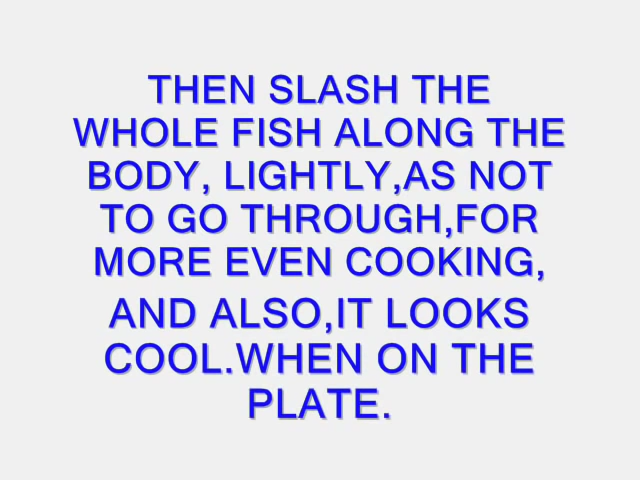 THEN SLASH THE
WHOLE FISH ALONG THE
BODY, LIGHTLY,AS NOT
TO GO THROUGH,FOR
MORE EVEN COOKING,
AND ALSO,IT LOOKS
COOL.WHEN ON THE
PLATE.